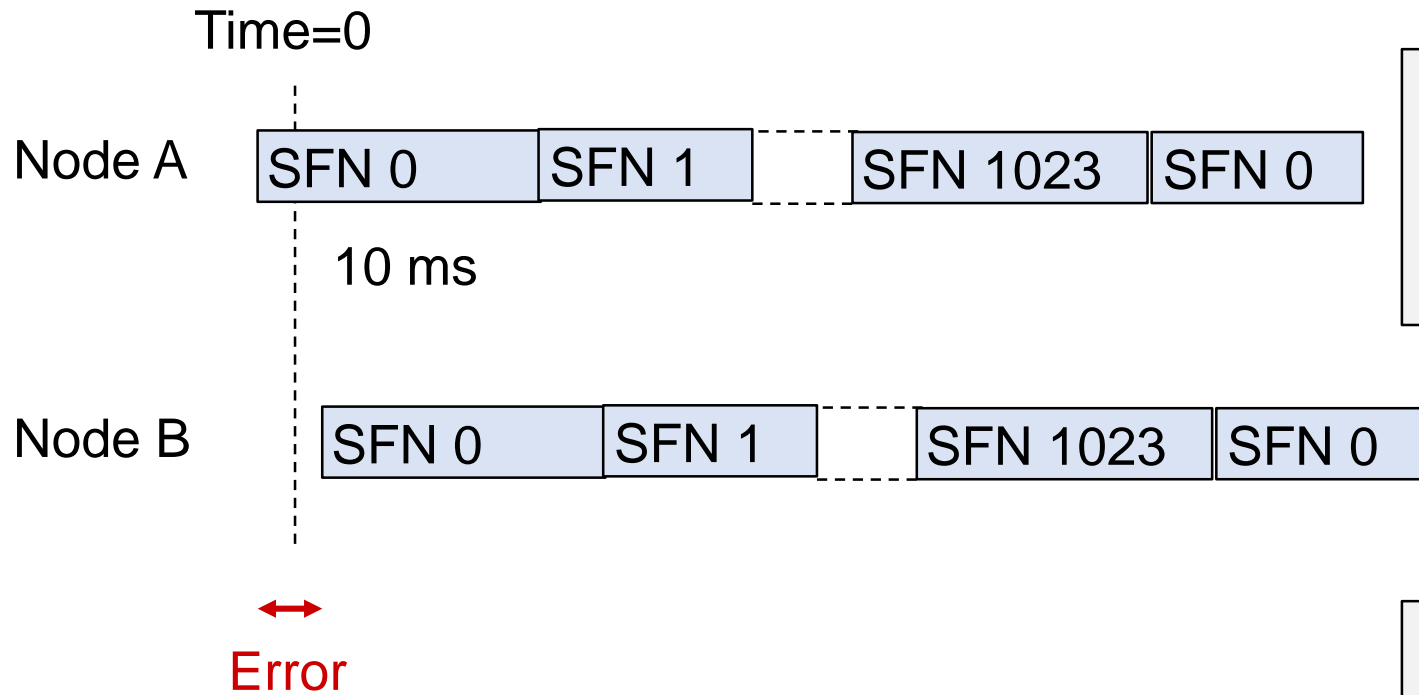 Time=0
Node A
SFN 0
SFN 1
SFN 1023
SFN 0
10 ms
Node B
SFN 0
SFN 1
SFN 1023
SFN 0
Error